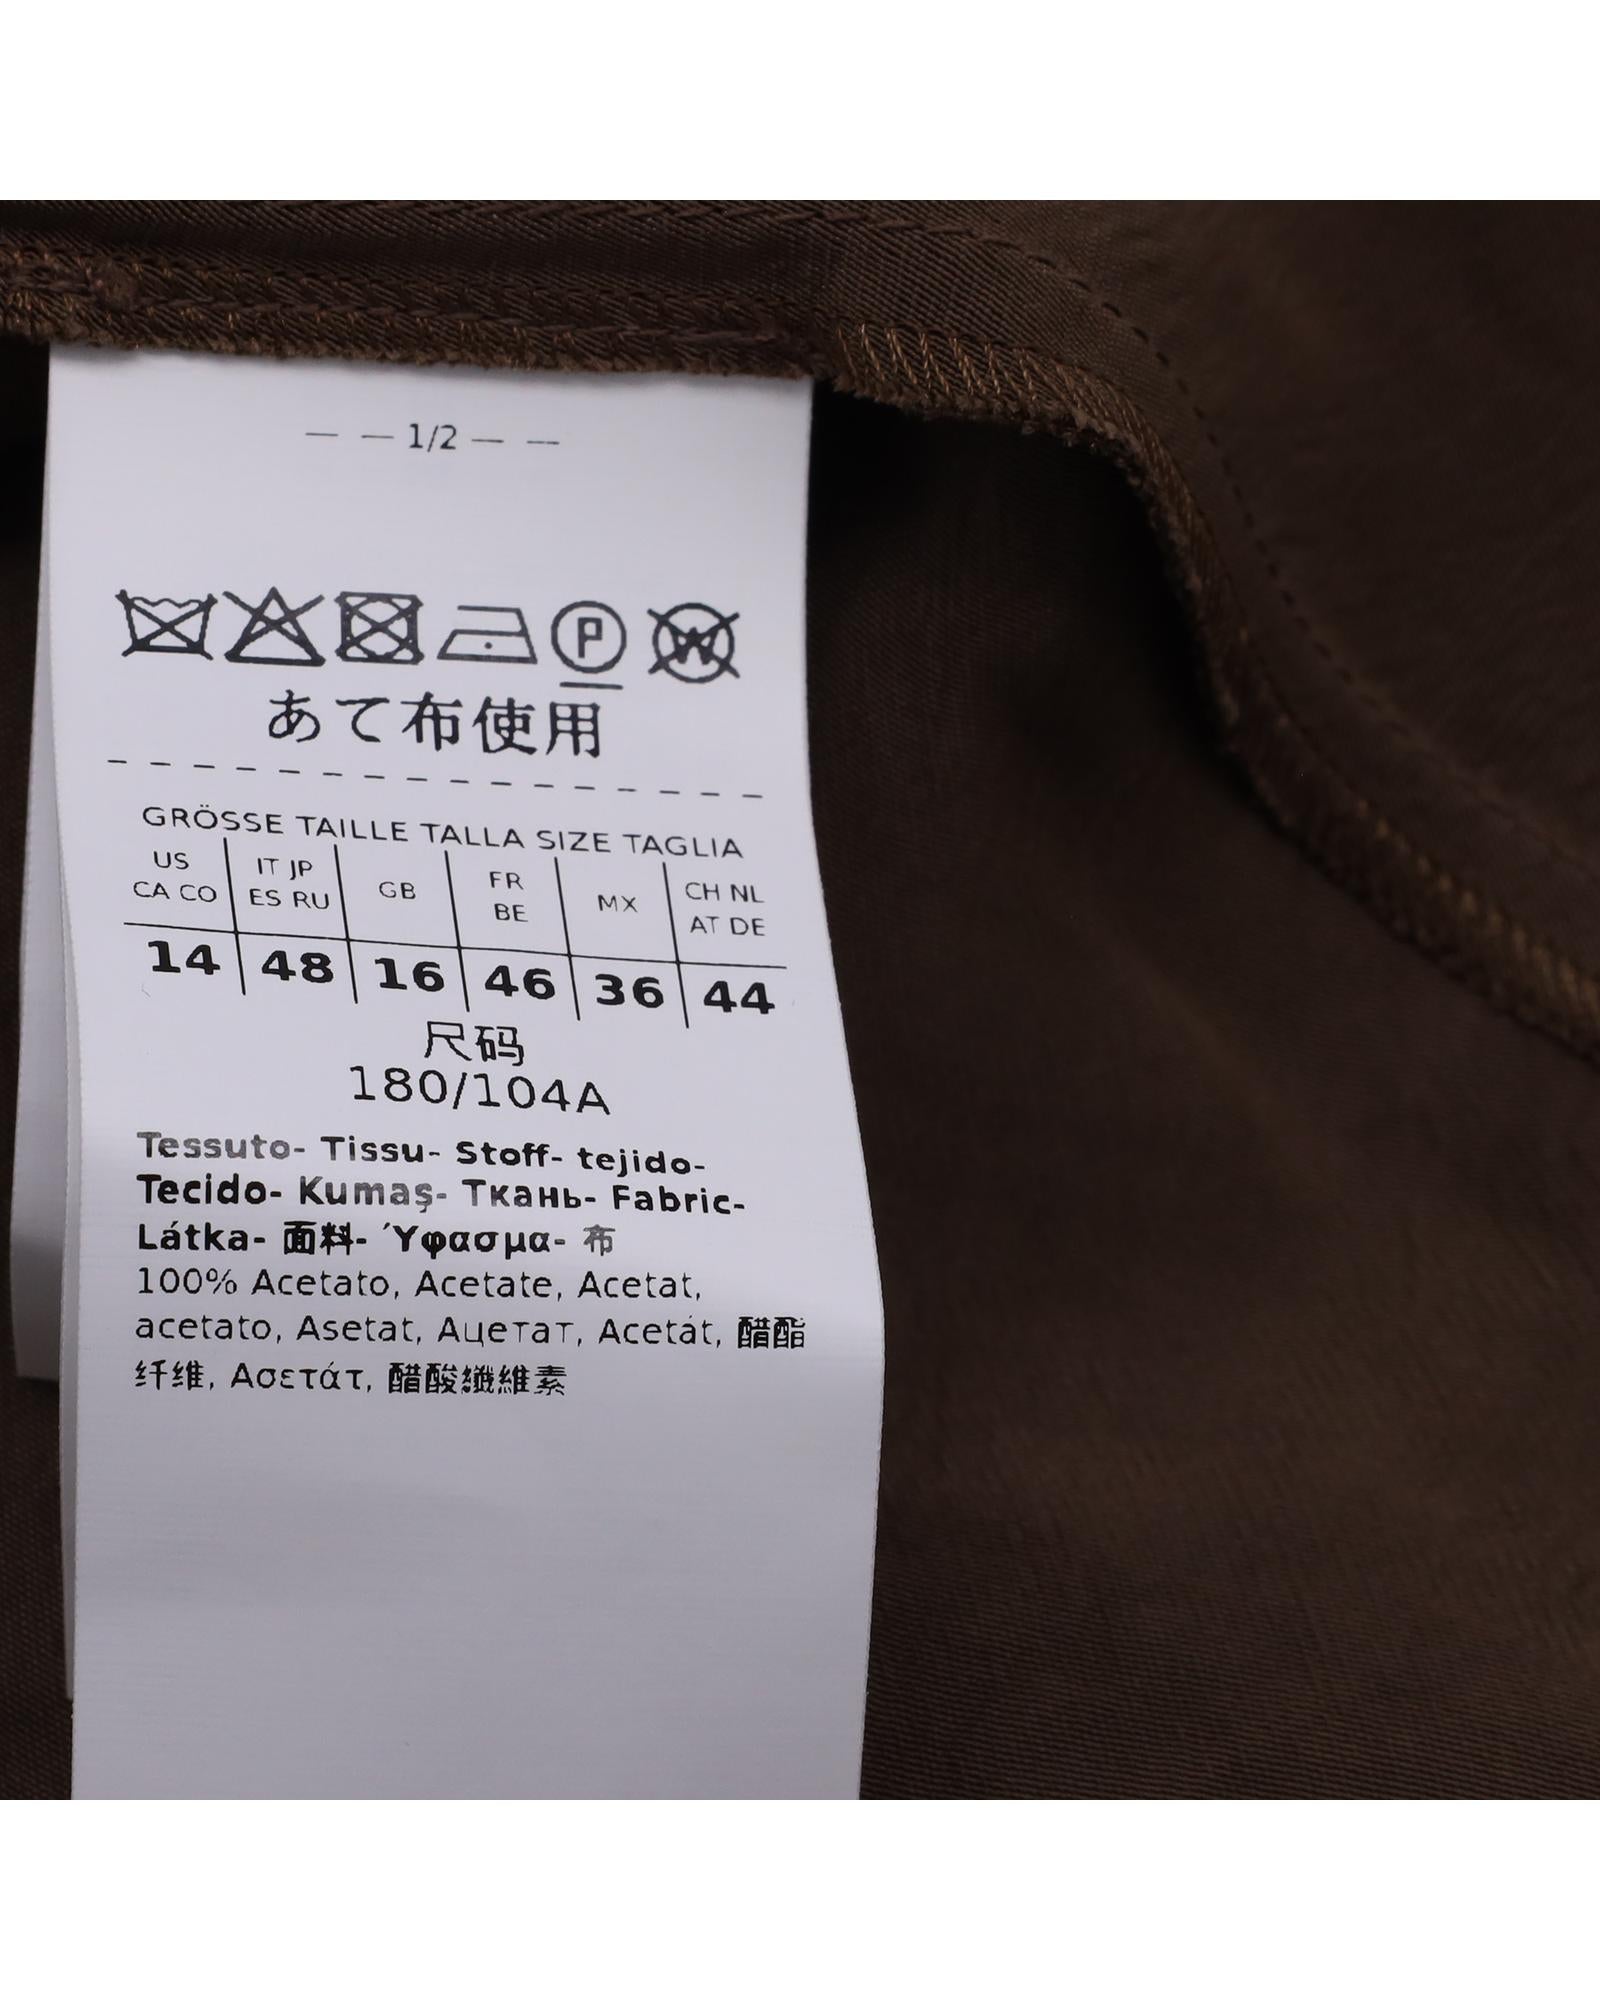 — — 1/2 — —
P W
あて布使用
GRÖSSE TAILLE TALLA SIZE TAGLIA
US CA CO | IT JP ES RU | GB | FR BE | MX | CH NL AT DE
14 | 48 | 16 | 46 | 36 | 44
尺码
180/104A
Tessuto- Tissu- Stoff- tejido-
Tecido- Kumaş- Ткань- Fabric-
Látka- 面料- Ύφασμα- 布
100% Acetato, Acetate, Acetat,
acetato, Asetat, Ацетат, Acetát, 醋酯
纤维, Ασετάτ, 醋酸繊維素